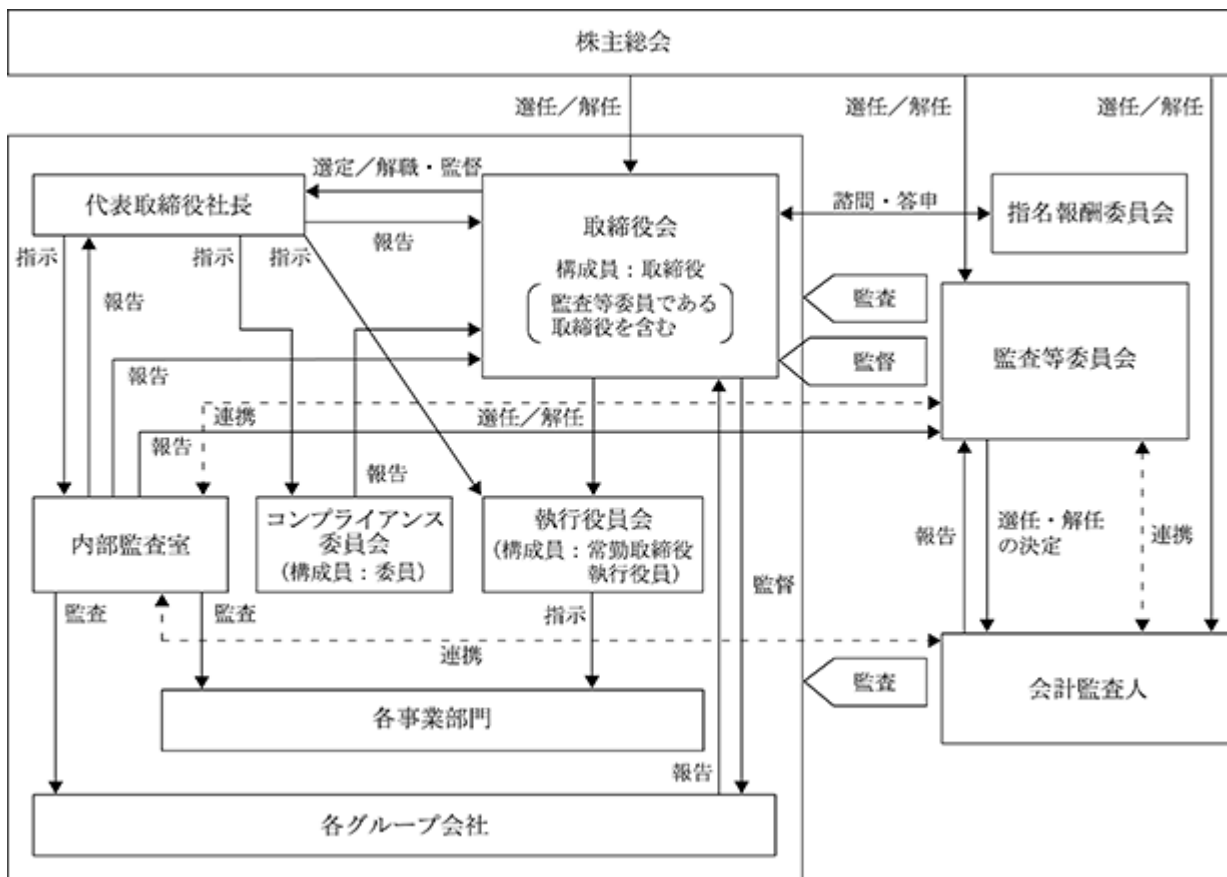 株主総会
選任／解任
選任／解任
選任／解任
選定／解職・監督
代表取締役社長
報告
取締役会
構成員：取締役
監査等委員である
取締役を含む
諮問・答申
指名報酬委員会
指示
報告
指示
指示
監査
監督
監査等委員会
報告
連携
選任／解任
報告
報告
内部監査室
コンプライアンス
委員会
（構成員：委員）
執行役員会
（構成員：常勤取締役
執行役員）
報告
選任・解任
の決定
連携
監査
監査
指示
監督
連携
監査
会計監査人
各事業部門
報告
各グループ会社